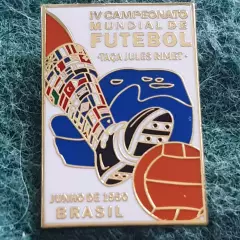 IV CAMPEONATO
MUNDIAL DE
FUTEBOL
-TAÇA JULES RIMET-
JUNHO DE 1950
BRASIL